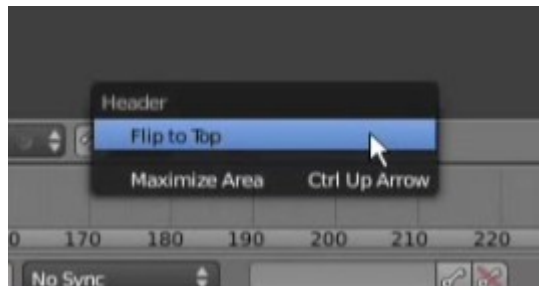 Header
Flip to Top
Maximize Area Ctrl Up Arrow
170 180 190 200 210 220
No Sync